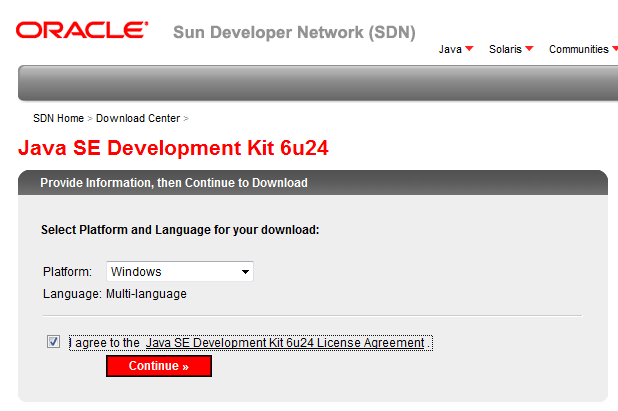 ORACLE Sun Developer Network (SDN)
Java Solaris Communities
SDN Home > Download Center >
Java SE Development Kit 6u24
Provide Information, then Continue to Download
Select Platform and Language for your download:
Platform: Windows
Language: Multi-language
I agree to the Java SE Development Kit 6u24 License Agreement .
Continue »